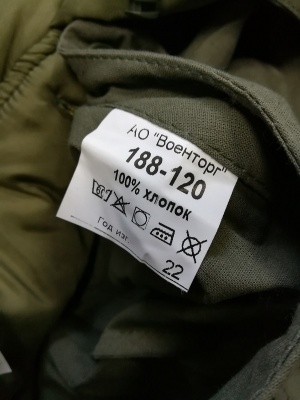 АО "Военторг"
188-120
100% ХЛОПОК
Год изг. 22